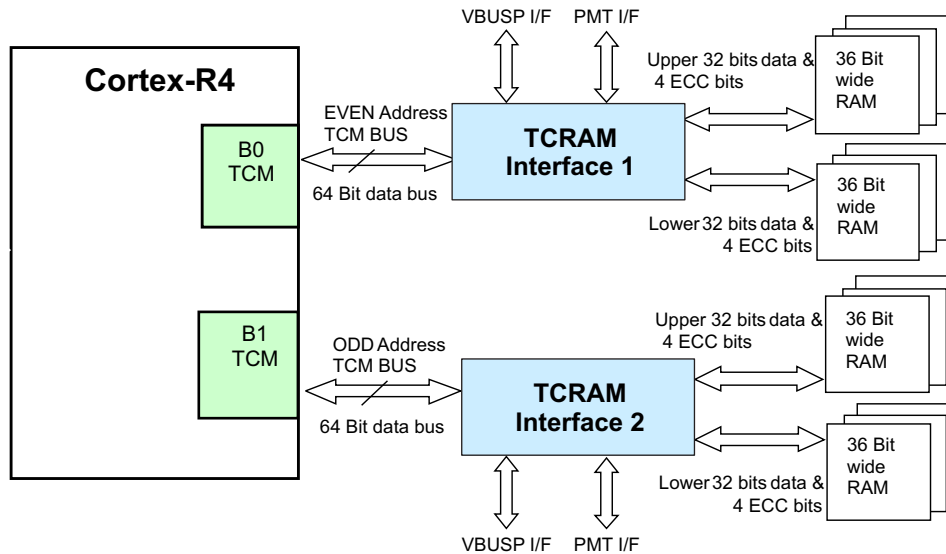 VBUSP I/F
PMT I/F
Cortex-R4
Upper 32 bits data &
4 ECC bits
36 Bit
wide
RAM
EVEN Address
TCM BUS
B0
TCM
64 Bit data bus
TCRAM
Interface 1
36 Bit
wide
RAM
Lower 32 bits data &
4 ECC bits
B1
TCM
ODD Address
TCM BUS
64 Bit data bus
TCRAM
Interface 2
Upper 32 bits data &
4 ECC bits
36 Bit
wide
RAM
36 Bit
wide
RAM
Lower 32 bits data &
4 ECC bits
VBUSP I/F
PMT I/F